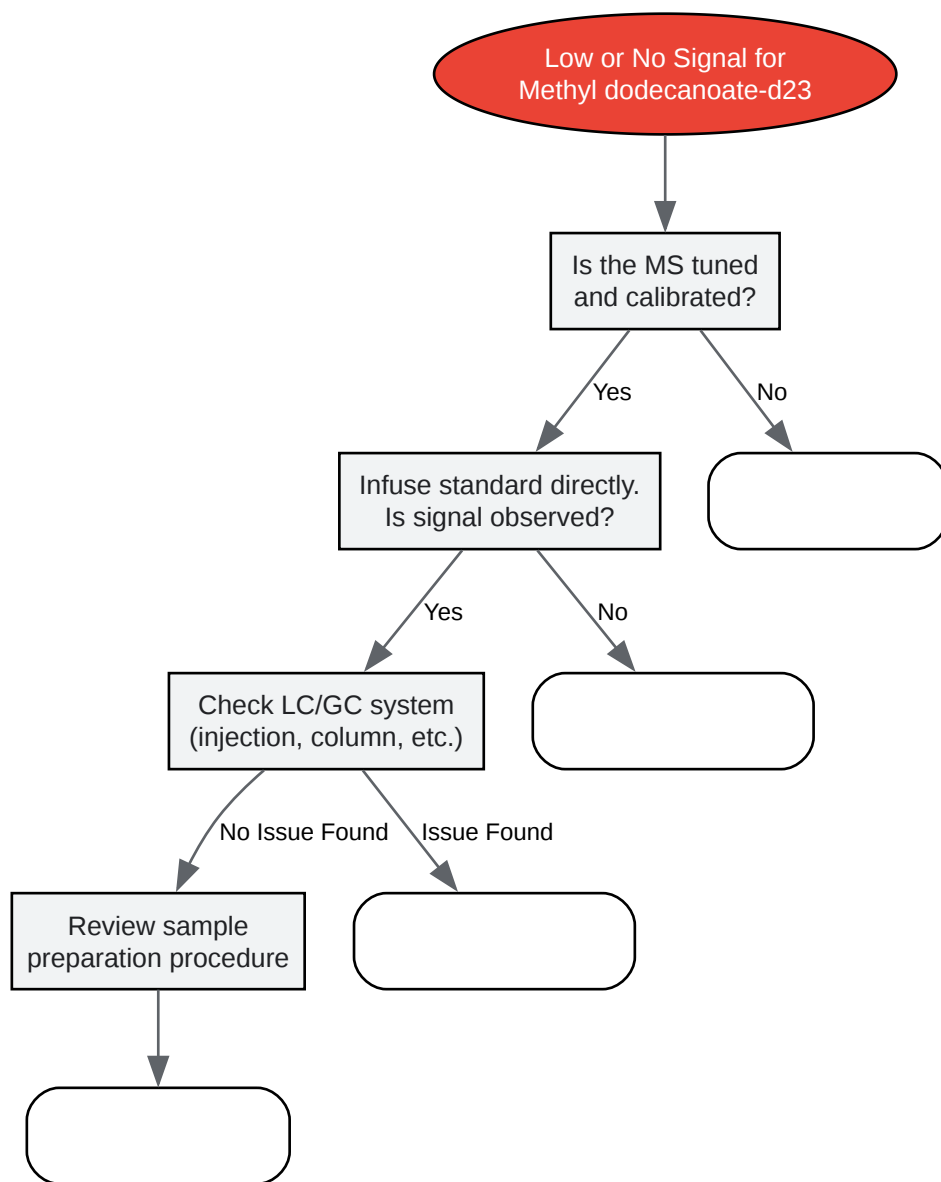 Low or No Signal for
Methyl dodecanoate-d23
Is the MS tuned
and calibrated?
Yes
No
Infuse standard directly.
Is signal observed?
Yes
No
Check LC/GC system
(injection, column, etc.)
No Issue Found
Issue Found
Review sample
preparation procedure